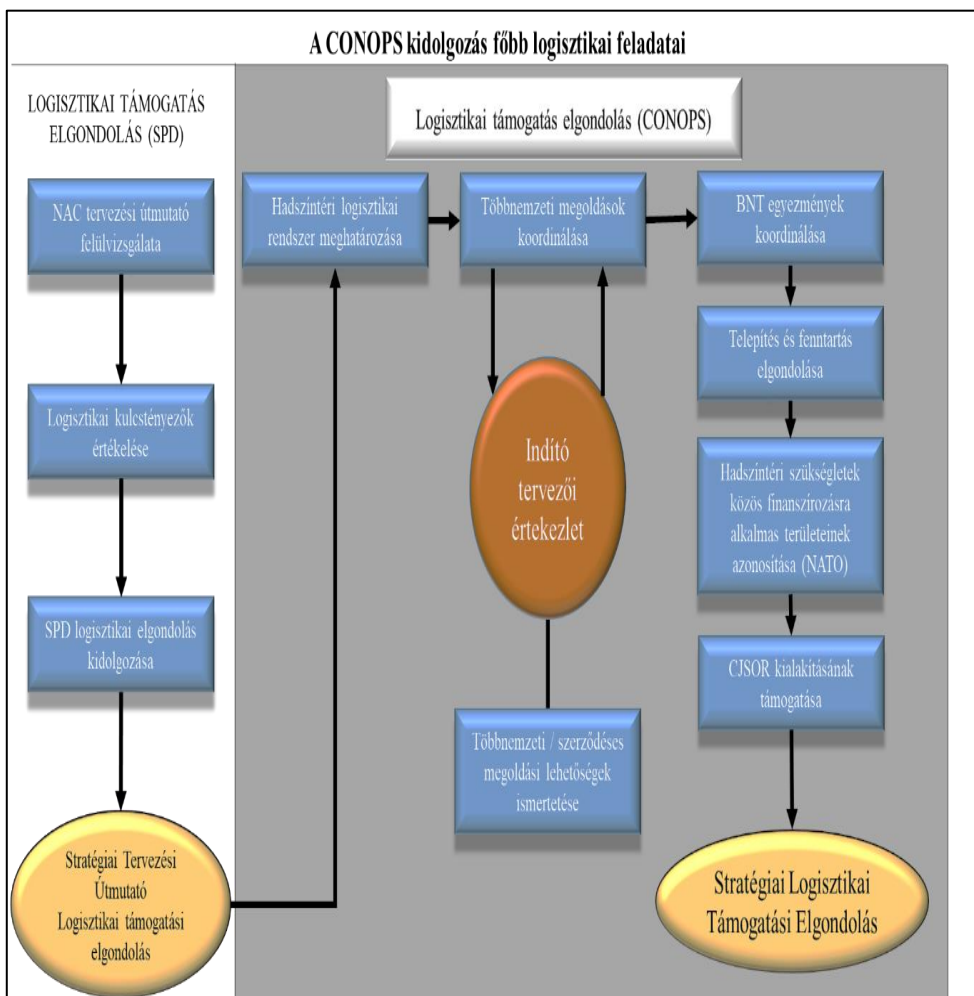 A CONOPS kidolgozás főbb logisztikai feladatai
LOGISZTIKAI TÁMOGATÁS
ELGONDOLÁS (SPD)
NAC tervezési útmutató
felülvizsgálata
Logisztikai kulcstényezők
értékelése
SPD logisztikai elgondolás
kidolgozása
Stratégiai Tervezési
Útmutató
Logisztikai támogatási
elgondolás
Logisztikai támogatás elgondolás (CONOPS)
Hadszíntéri logisztikai
rendszer meghatározása
Többnemzeti megoldások
koordinálása
Indító
tervezői
értekezlet
Többnemzeti / szerződéses
megoldási lehetőségek
ismertetése
BNT egyezmények
koordinálása
Telepítés és fenntartás
elgondolása
Hadszíntéri szükségletek
közös finanszírozásra
alkalmas területeinek
azonosítása (NATO)
CJSOR kialakításának
támogatása
Stratégiai Logisztikai
Támogatási Elgondolás